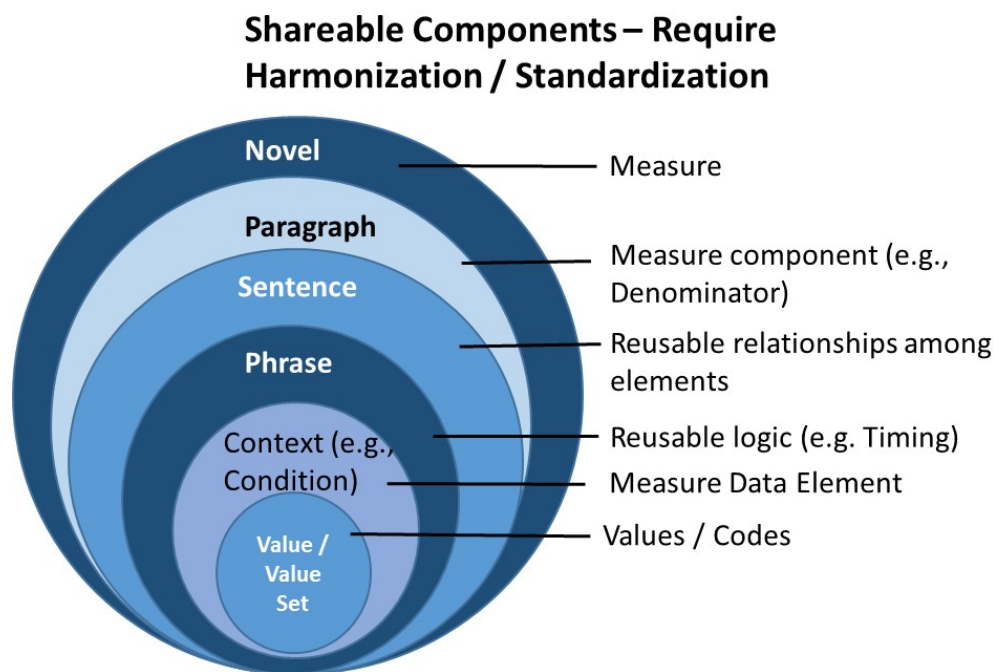 Shareable Components – Require
Harmonization / Standardization
Novel
Measure
Paragraph
Measure component (e.g.,
Denominator)
Sentence
Reusable relationships among
elements
Phrase
Reusable logic (e.g. Timing)
Context (e.g.,
Condition)
Measure Data Element
Value /
Value
Set
Values / Codes